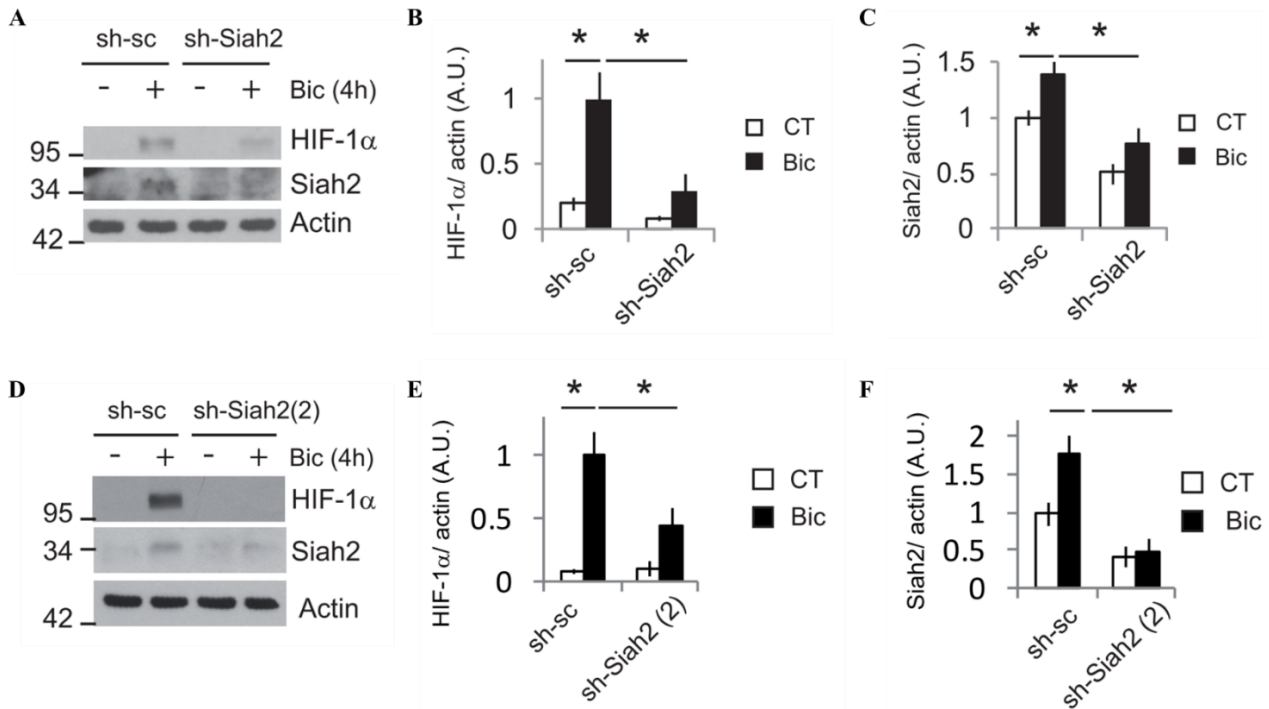 A
sh-sc sh-Siah2
- + - + Bic (4h)
HIF-1α
95
Siah2
34
Actin
42
B
* *
HIF-1α/ actin (A.U.)
1
0.5
0
CT
Bic
sh-sc
sh-Siah2
C
* *
Siah2/ actin (A.U.)
1.5
1
0.5
0
CT
Bic
sh-sc
sh-Siah2
D
sh-sc sh-Siah2(2)
- + - + Bic (4h)
HIF-1α
95
34 Siah2
Actin
42
E
* *
HIF-1α/ actin (A.U.)
1
0.5
0
CT
Bic
sh-sc
sh-Siah2 (2)
F
* *
Siah2/ actin (A.U.)
2
1.5
1
0.5
0
CT
Bic
sh-sc
sh-Siah2 (2)